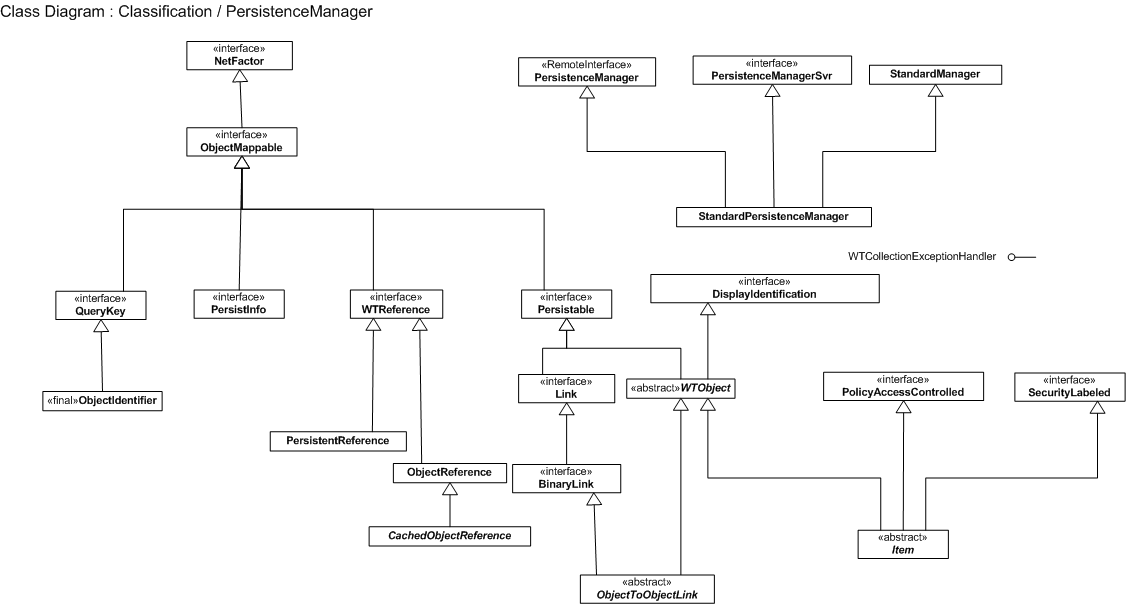 Class Diagram : Classification / PersistenceManager
«interface»
NetFactor
«RemoteInterface»
PersistenceManager
«interface»
PersistenceManagerSvr
StandardManager
«interface»
ObjectMappable
StandardPersistenceManager
WTCollectionExceptionHandler
«interface»
DisplayIdentification
«interface»
QueryKey
«interface»
PersistInfo
«interface»
WTReference
«interface»
Persistable
«final»ObjectIdentifier
«interface»
Link
«abstract»WTObject
«interface»
PolicyAccessControlled
«interface»
SecurityLabeled
PersistentReference
ObjectReference
«interface»
BinaryLink
CachedObjectReference
«abstract»
Item
«abstract»
ObjectToObjectLink